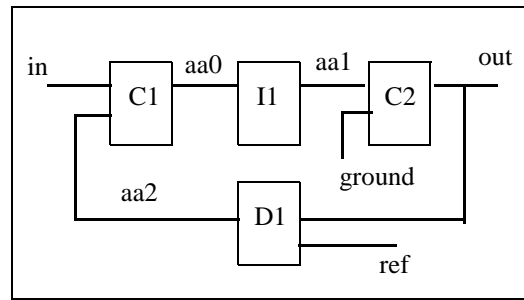 in
aa0
aa1
out
C1
I1
C2
ground
aa2
D1
ref